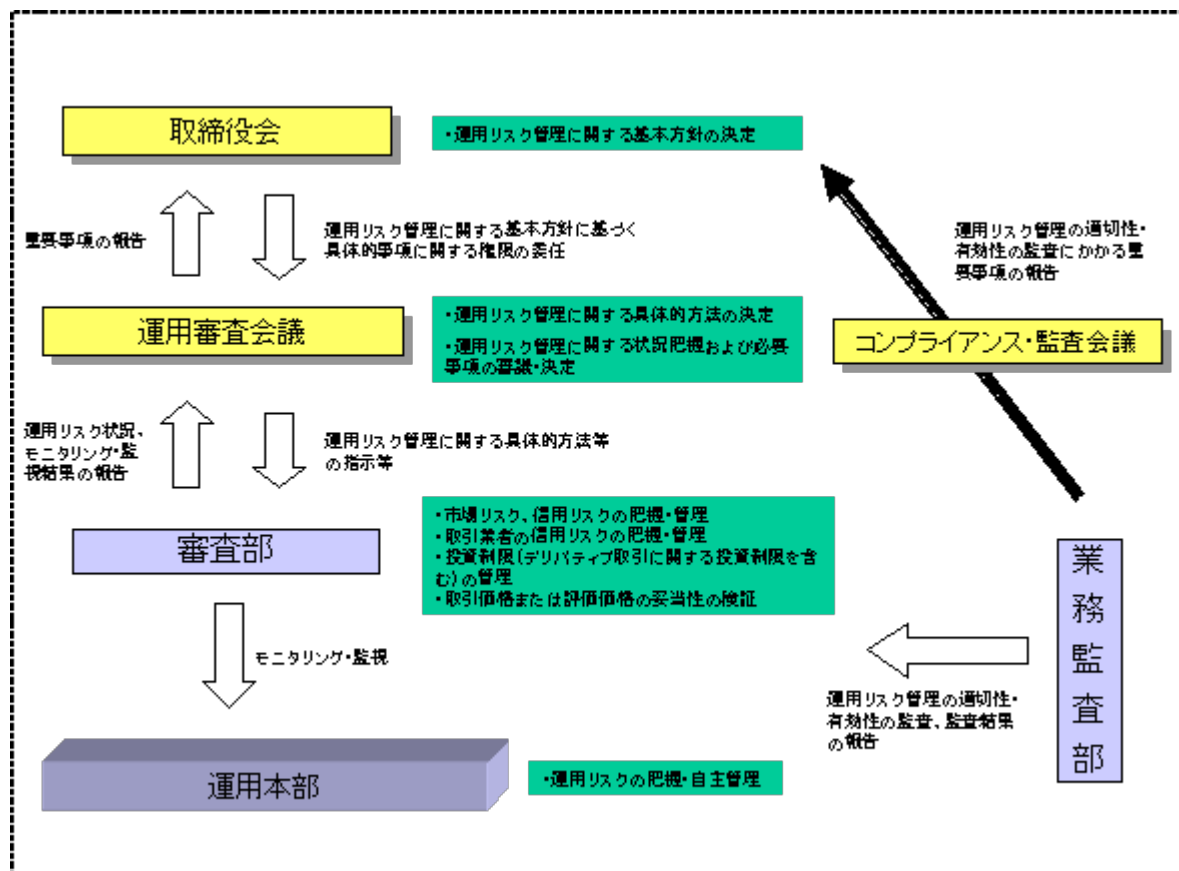 取締役会
・運用リスク管理に関する基本方針の決定
重要事項の報告
運用リスク管理に関する基本方針に基づく
具体的事項に関する権限の委任
運用リスク管理の適切性・
有効性の監査にかかる重
要事項の報告
運用審査会議
・運用リスク管理に関する具体的方法の決定
・運用リスク管理に関する状況把握および必要
事項の審議・決定
コンプライアンス・監査会議
運用リスク状況、
モニタリング・監
視結果の報告
運用リスク管理に関する具体的方法等
の指示等
審査部
・市場リスク、信用リスクの把握・管理
・取引業者の信用リスクの把握・管理
・投資制限(デリバティブ取引に関する投資制限を含
む)の管理
・取引価格または評価価格の妥当性の検証
業務監査部
モニタリング・監視
運用リスク管理の適切性・
有効性の監査、監査結果
の報告
運用本部
・運用リスクの把握・自主管理